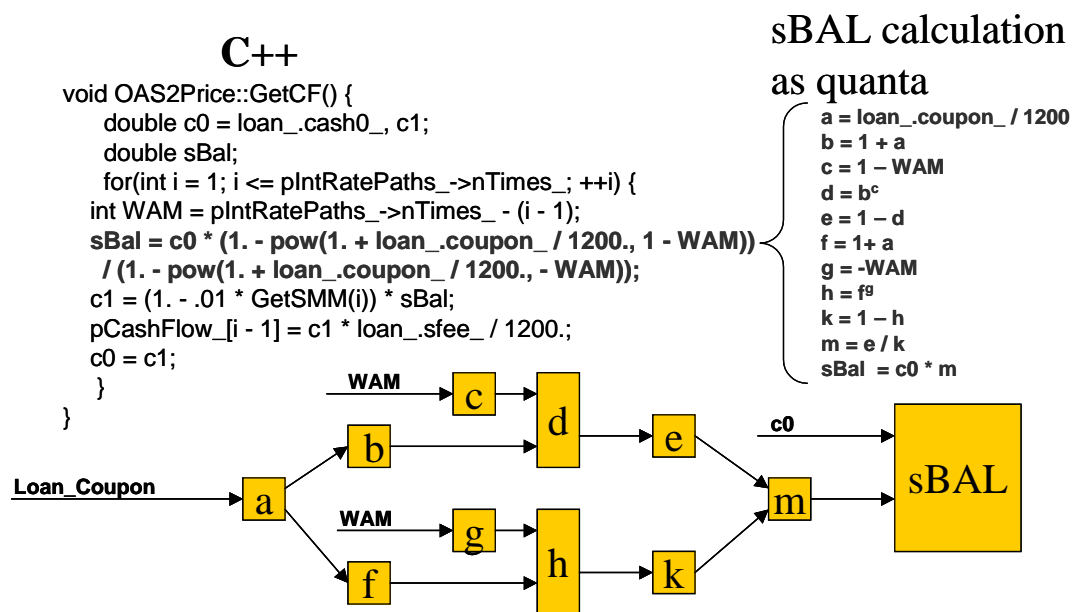 C++
void OAS2Price::GetCF() {
double c0 = loan_.cash0_, c1;
double sBal;
for(int i = 1; i <= pIntRatePaths_->nTimes_; ++i) {
int WAM = pIntRatePaths_->nTimes_ - (i - 1);
sBal = c0 * (1. - pow(1. + loan_.coupon_ / 1200., 1 - WAM))
/ (1. - pow(1. + loan_.coupon_ / 1200., - WAM));
c1 = (1. - .01 * GetSMM(i)) * sBal;
pCashFlow_[i - 1] = c1 * loan_.sfee_ / 1200.;
c0 = c1;
}
}
sBAL calculation
as quanta
a = loan_.coupon_ / 1200
b = 1 + a
c = 1 – WAM
d = bᶜ
e = 1 – d
f = 1+ a
g = -WAM
h = fᵍ
k = 1 – h
m = e / k
sBal = c0 * m
WAM
c
d
b
e
c0
sBAL
Loan_Coupon
a
m
WAM
g
h
f
k